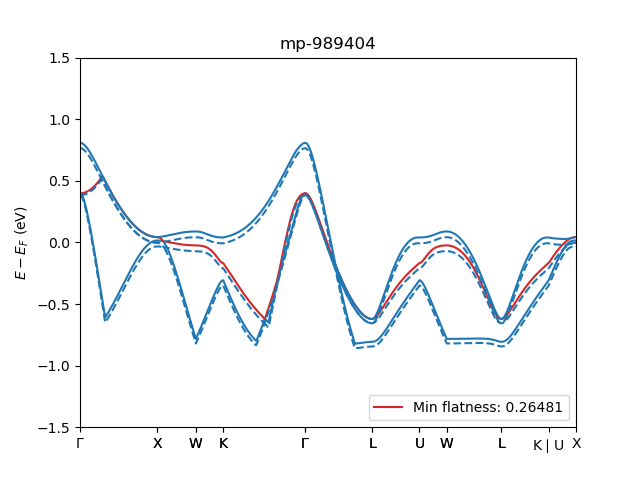 mp-989404
1.5
1.0
0.5
0.0
−0.5
−1.0
−1.5
E − E_F (eV)
Min flatness: 0.26481
Γ X W K Γ L U W L K | U X